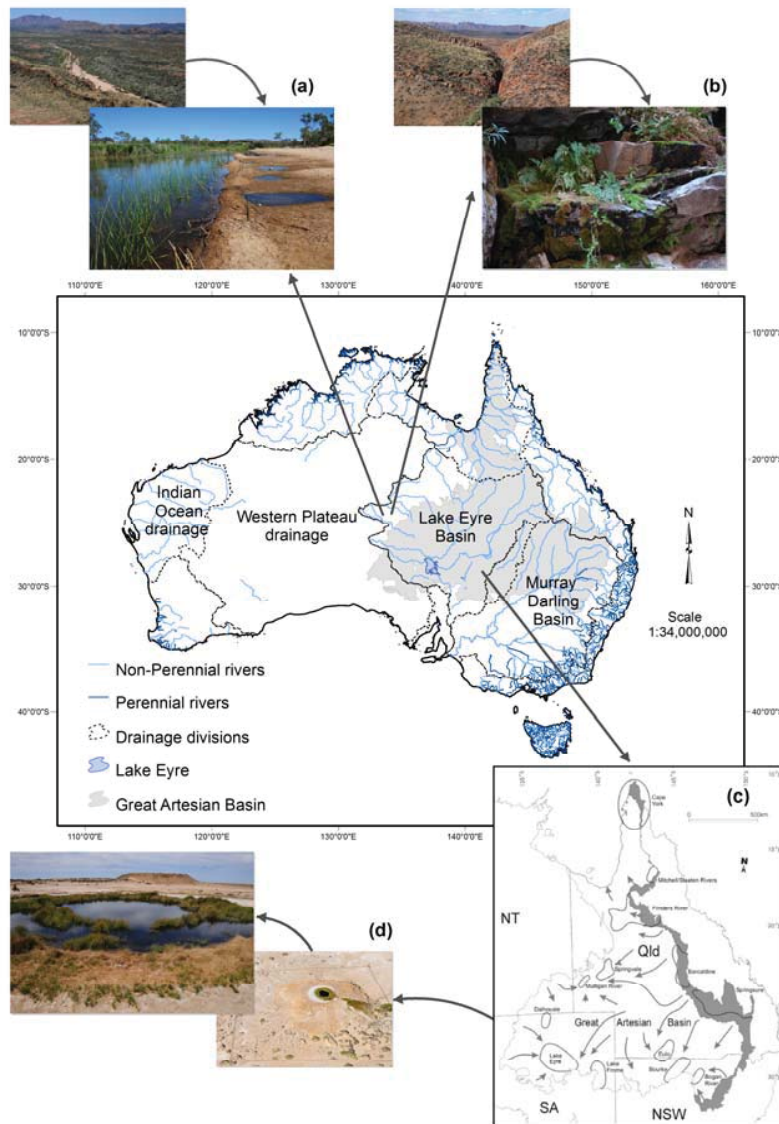 (a)
(b)
110°0'0"E
120°0'0"E
130°0'0"E
140°0'0"E
150°0'0"E
160°0'0"E
10°0'0"S
10°0'0"S
20°0'0"S
20°0'0"S
30°0'0"S
30°0'0"S
40°0'0"S
40°0'0"S
Indian
Ocean
drainage
Western Plateau
drainage
Lake Eyre
Basin
Murray
Darling
Basin
N
Scale
1:34,000,000
Non-Perennial rivers
Perennial rivers
Drainage divisions
Lake Eyre
Great Artesian Basin
110°0'0"E
120°0'0"E
130°0'0"E
140°0'0"E
(c)
Cape
York
0
500km
N
Mitchell/Staaten Rivers
Flinders River
NT
Qld
Springvale
Barcaldine
Mulligan River
Springsure
Dalhousie
Great Artesian Basin
Lake
Eyre
Lake
Frome
Eulo
Bourke
Bogan
River
SA
NSW
(d)